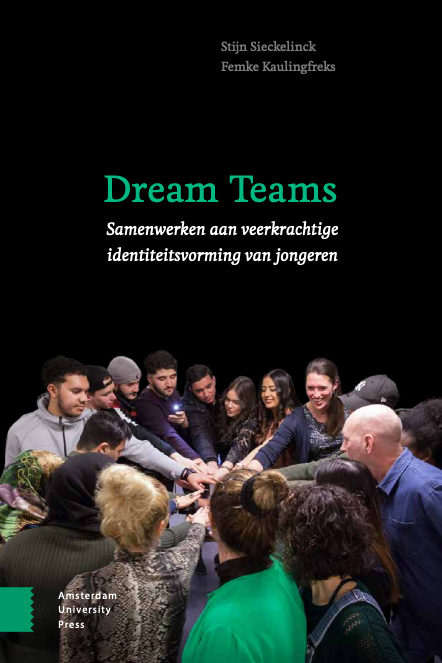 Stijn Sieckelinck
Femke Kaulingfreks
Dream Teams
Samenwerken aan veerkrachtige
identiteitsvorming van jongeren
Amsterdam
University
Press